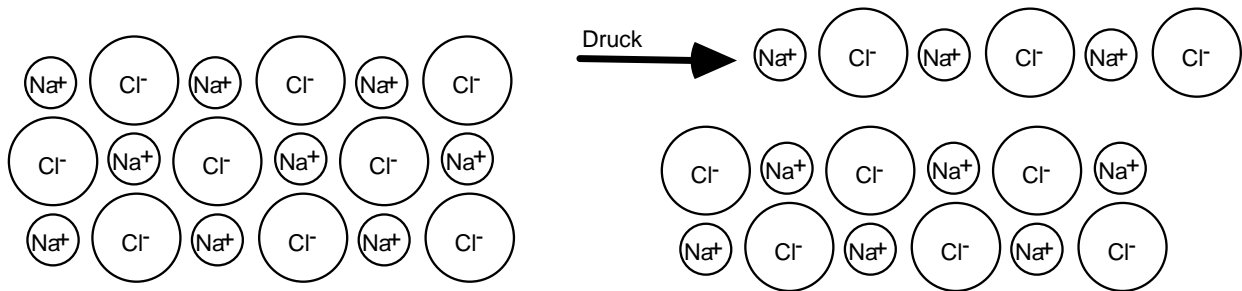 Na+ Cl- Na+ Cl- Na+ Cl-
Cl- Na+ Cl- Na+ Cl- Na+
Na+ Cl- Na+ Cl- Na+ Cl-
Druck
Na+ Cl- Na+ Cl- Na+ Cl-
Cl- Na+ Cl- Na+ Cl- Na+
Na+ Cl- Na+ Cl- Na+ Cl-